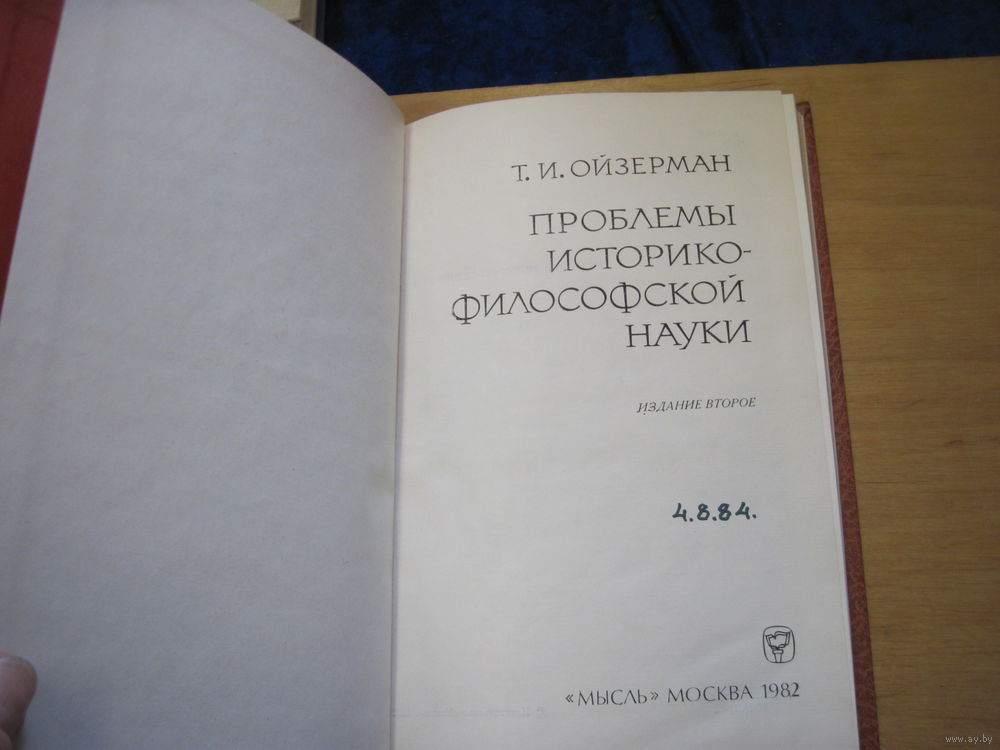 Т. И. ОЙЗЕРМАН
ПРОБЛЕМЫ
ИСТОРИКО-
ФИЛОСОФСКОЙ
НАУКИ
ИЗДАНИЕ ВТОРОЕ
4.8.84.
«МЫСЛЬ» МОСКВА 1982
www.ay.by